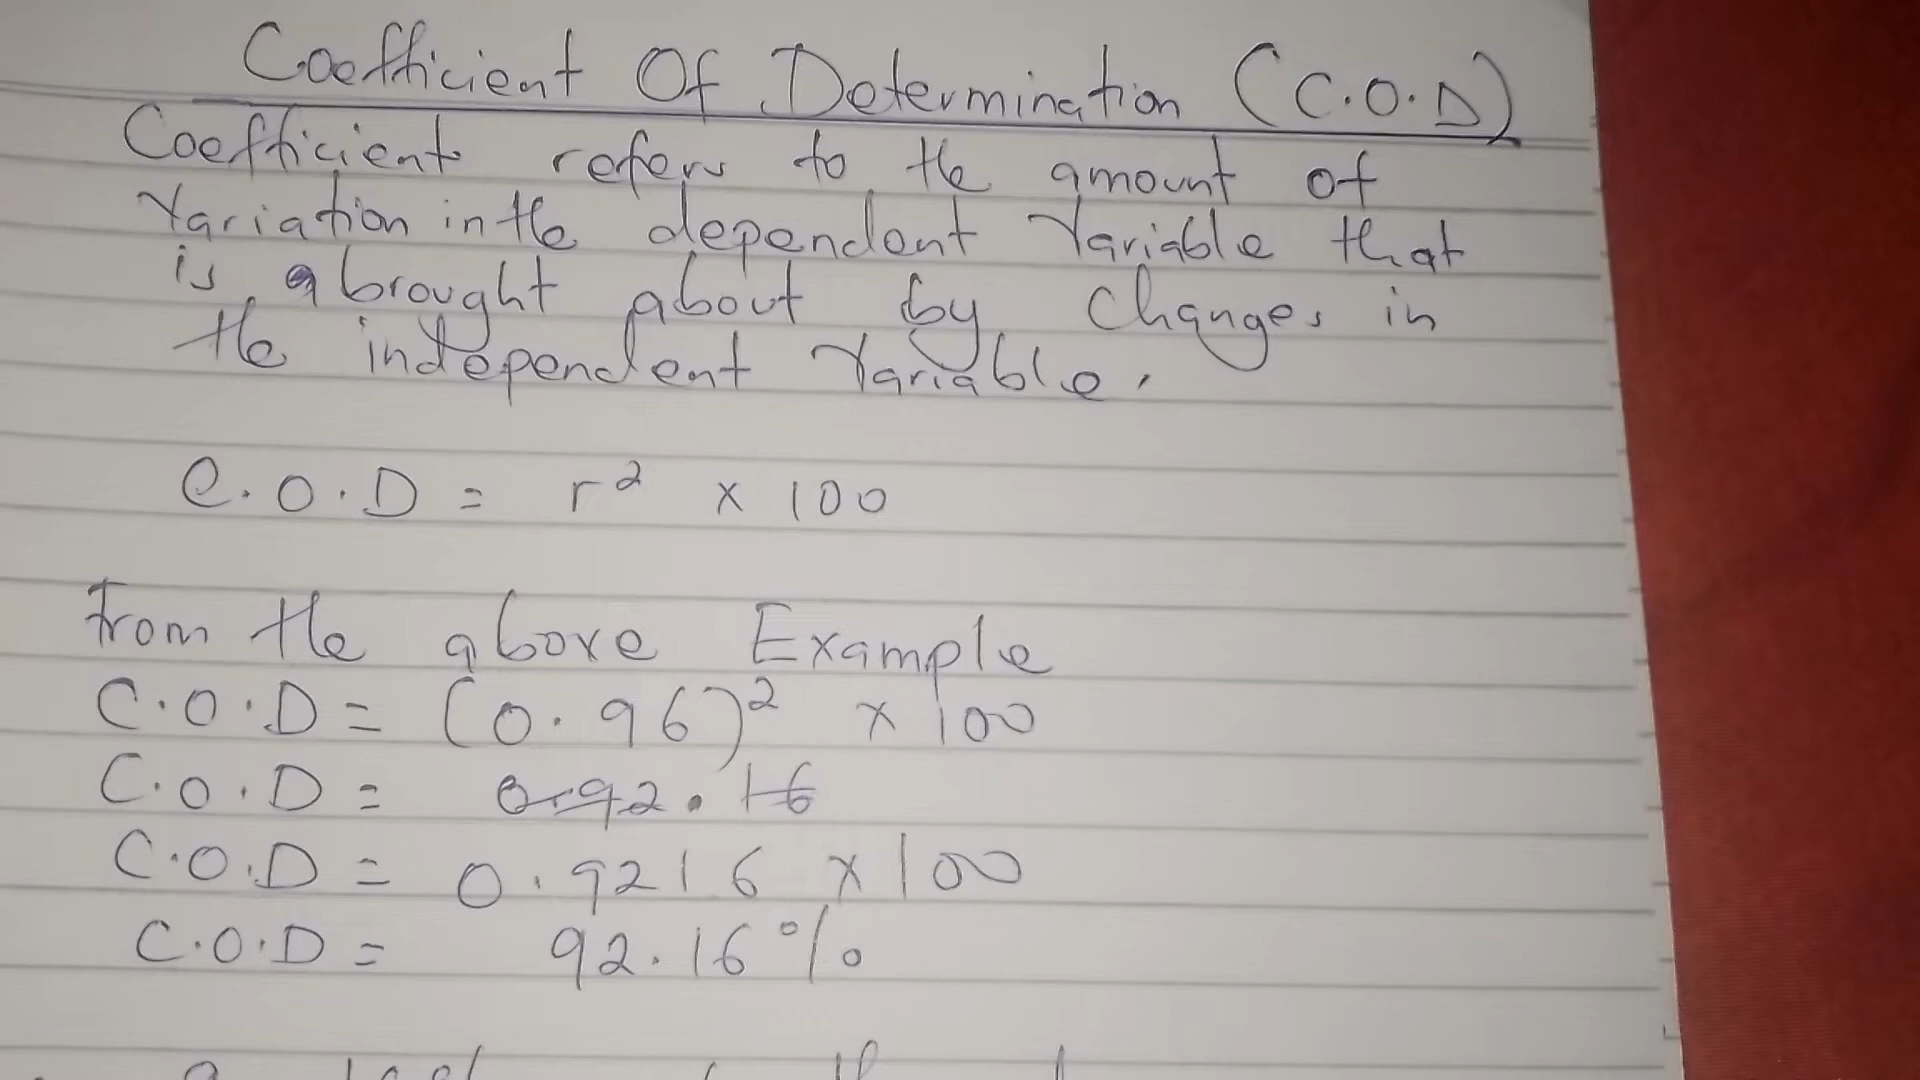 Coefficient Of Determination (C.O.D)
Coefficient refers to the amount of
Variation in the dependent Variable that
is a brought about by changes in
the independent Variable.
C.O.D = r² x 100
From the above Example
C.O.D = (0.96)² x 100
C.O.D = 0.92.16
C.O.D = 0.9216 x 100
C.O.D = 92.16%